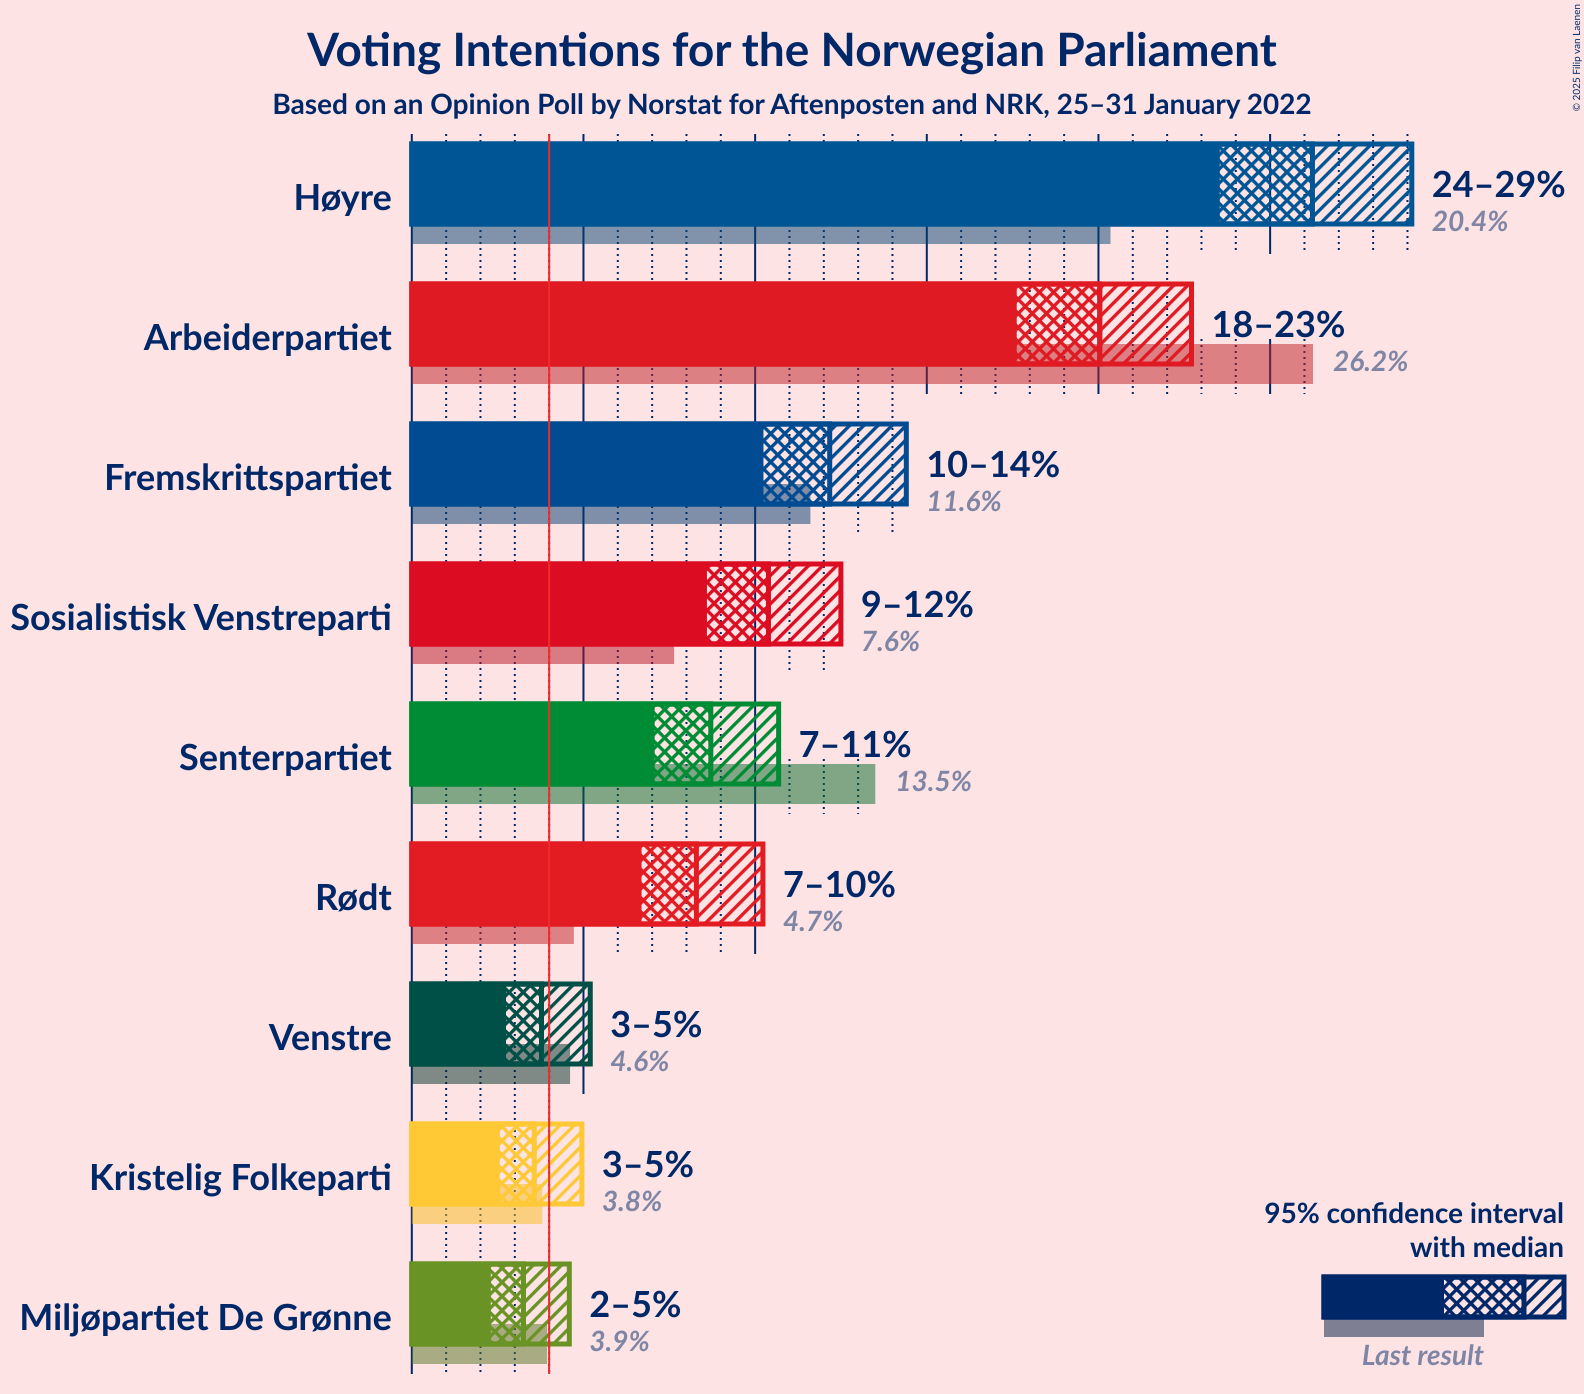 Voting Intentions for the Norwegian Parliament
Based on an Opinion Poll by Norstat for Aftenposten and NRK, 25–31 January 2022
© 2025 Filip van Laenen
Høyre
24–29%
20.4%
Arbeiderpartiet
18–23%
26.2%
Fremskrittspartiet
10–14%
11.6%
Sosialistisk Venstreparti
9–12%
7.6%
Senterpartiet
7–11%
13.5%
Rødt
7–10%
4.7%
Venstre
3–5%
4.6%
Kristelig Folkeparti
3–5%
3.8%
Miljøpartiet De Grønne
2–5%
3.9%
95% confidence interval
with median
Last result